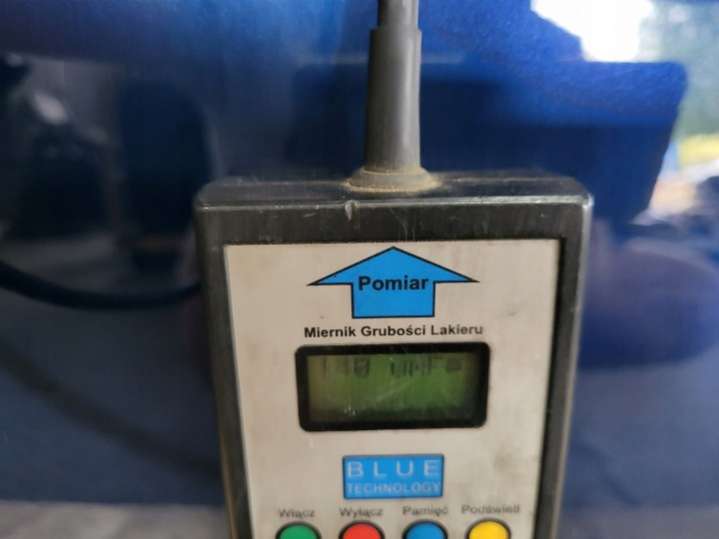 Pomiar
Miernik Grubości Lakieru
BLUE
TECHNOLOGY
Włącz Wyłącz Pamięć Podświetl